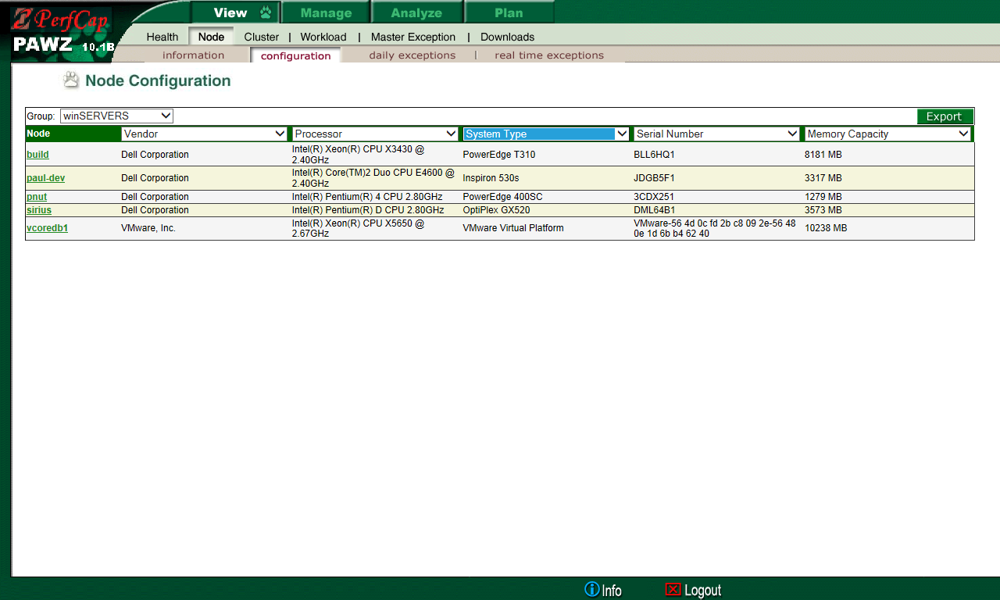 PerfCap
PAWZ 10.1B
View Manage Analyze Plan
Health Node Cluster | Workload | Master Exception | Downloads
information configuration daily exceptions | real time exceptions
Node Configuration
Group: winSERVERS Export
Node Vendor Processor System Type Serial Number Memory Capacity
build Dell Corporation Intel(R) Xeon(R) CPU X3430 @ 2.40GHz PowerEdge T310 BLL6HQ1 8181 MB
paul-dev Dell Corporation Intel(R) Core(TM)2 Duo CPU E4600 @ 2.40GHz Inspiron 530s JDGB5F1 3317 MB
pnut Dell Corporation Intel(R) Pentium(R) 4 CPU 2.80GHz PowerEdge 400SC 3CDX251 1279 MB
sirius Dell Corporation Intel(R) Pentium(R) D CPU 2.80GHz OptiPlex GX520 DML64B1 3573 MB
vcoredb1 VMware, Inc. Intel(R) Xeon(R) CPU X5650 @ 2.67GHz VMware Virtual Platform VMware-56 4d 0c fd 2b c8 09 2e-56 48 0e 1d 6b b4 62 40 10238 MB
Info Logout